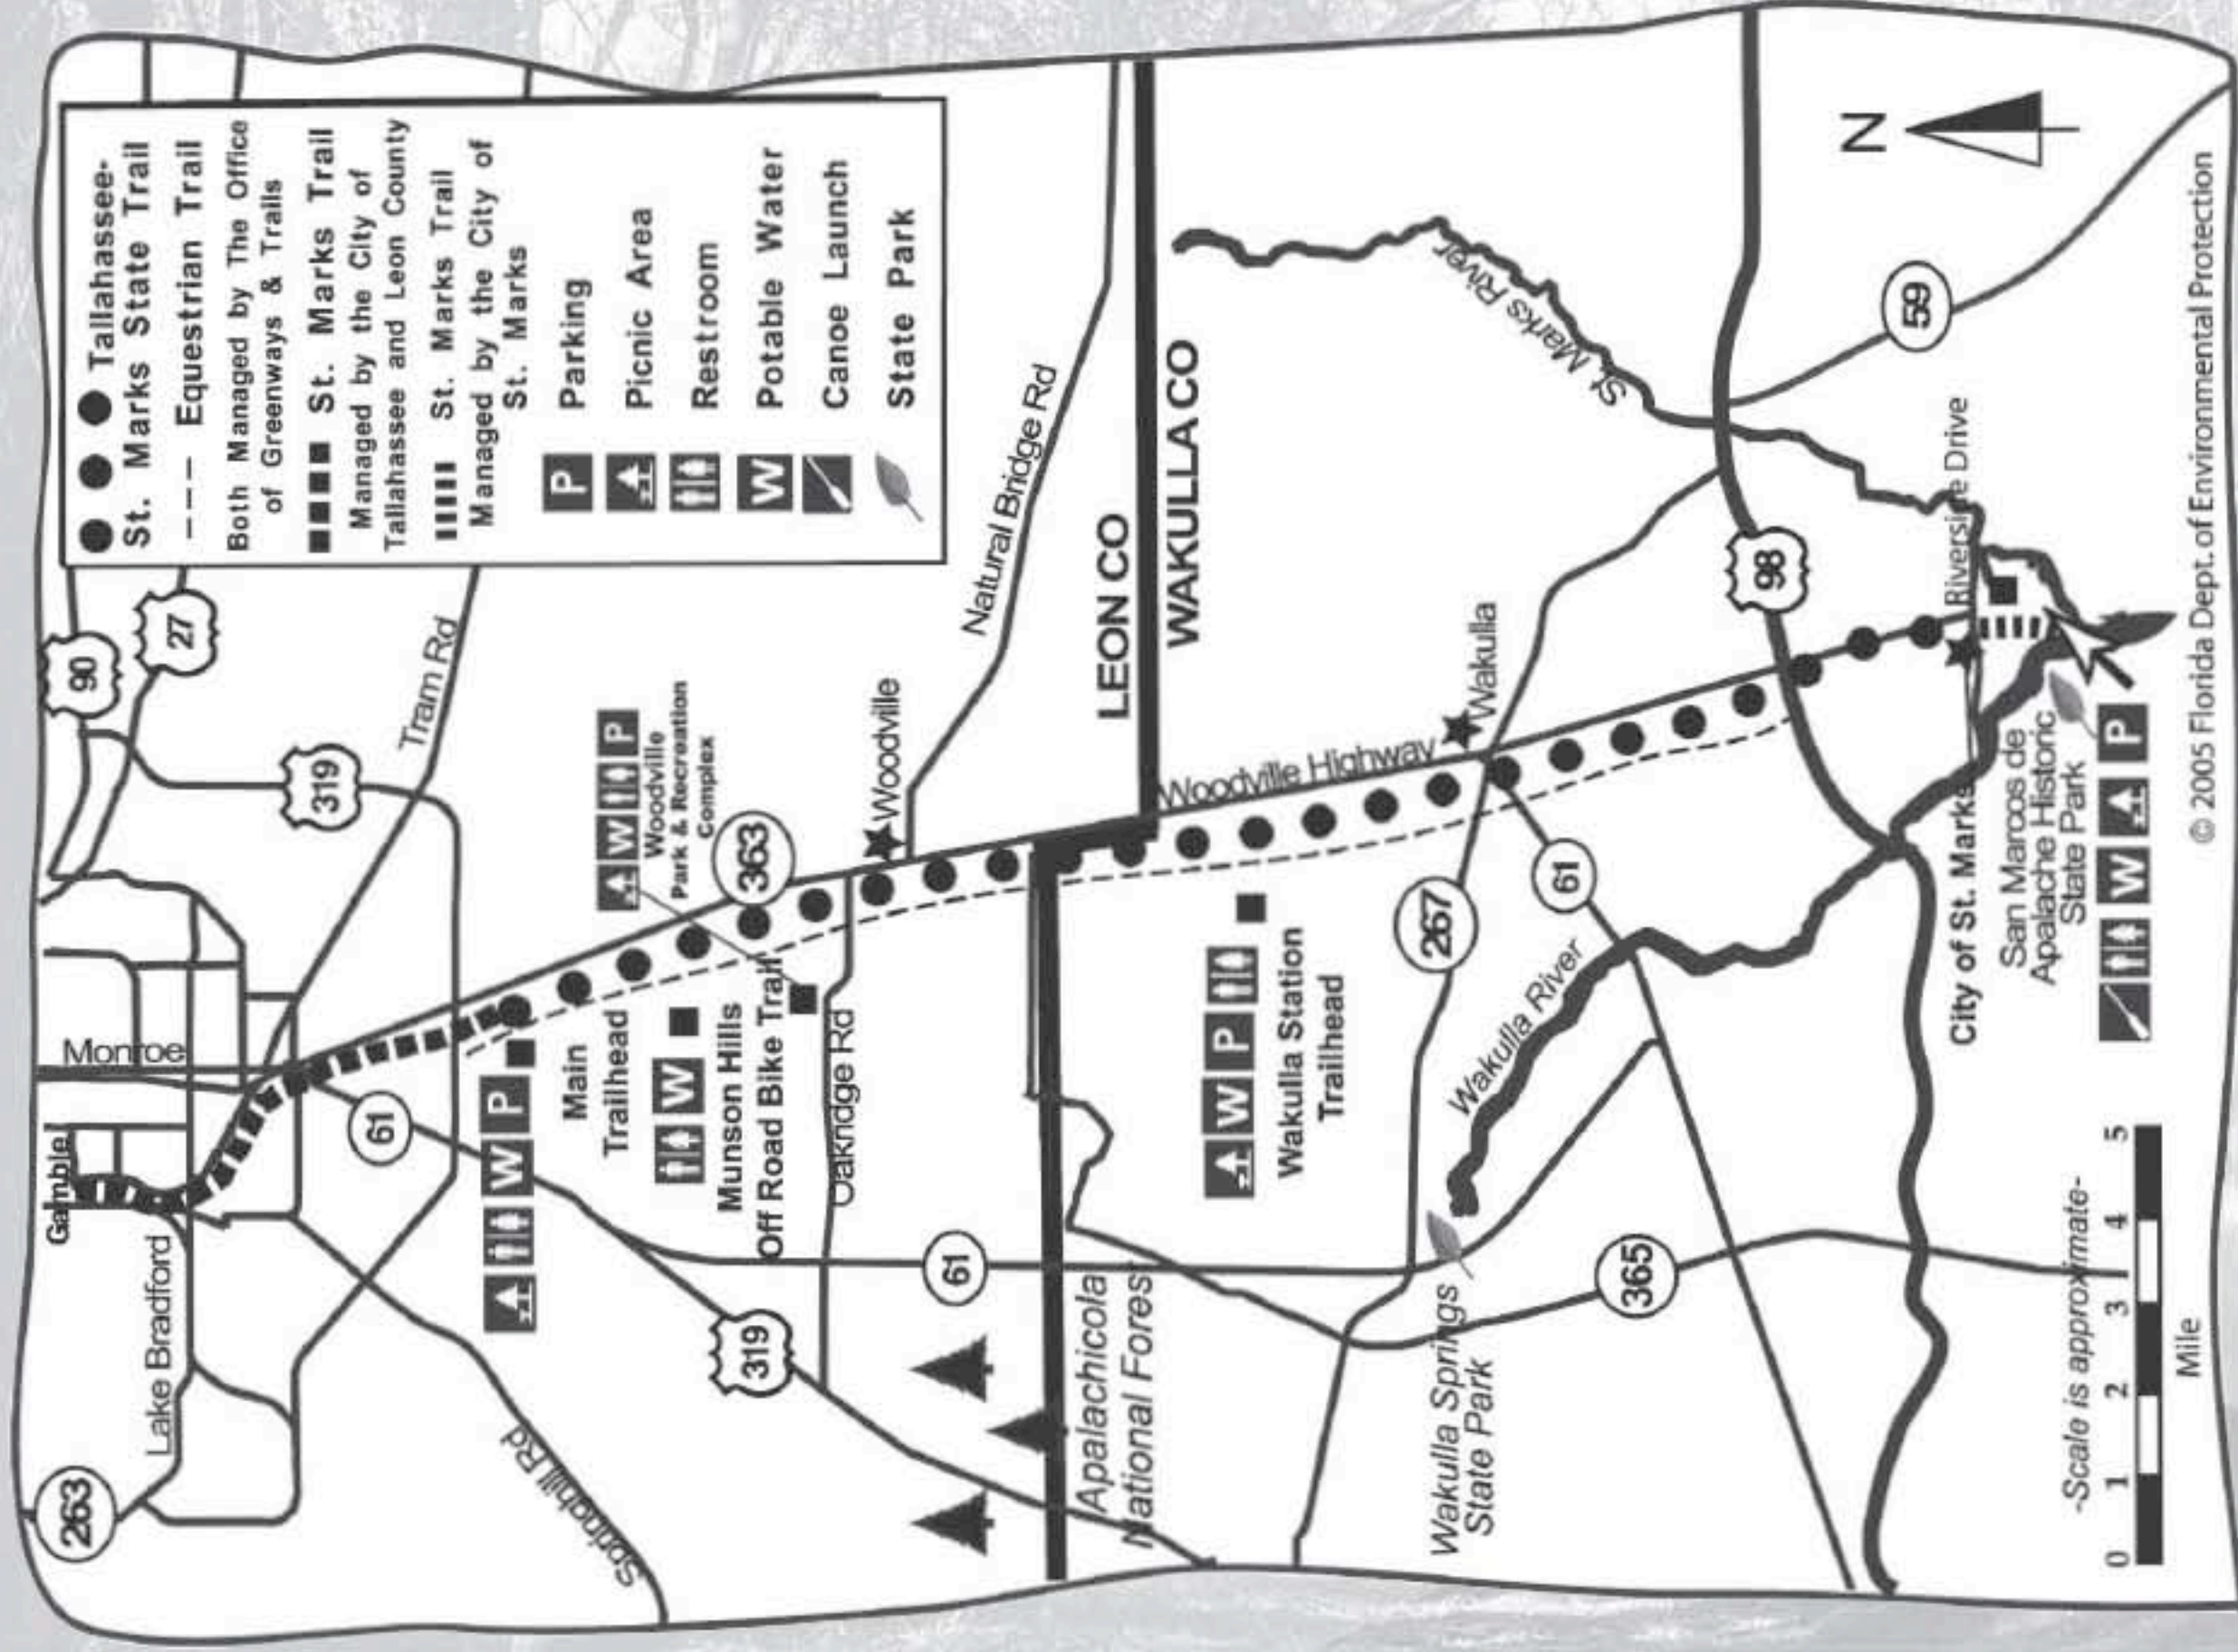 Tallahassee-
St. Marks State Trail
Equestrian Trail
Both Managed by The Office
of Greenways & Trails
St. Marks Trail
Managed by the City of
Tallahassee and Leon County
St. Marks Trail
Managed by the City of
St. Marks
P Parking
Picnic Area
Restroom
W Potable Water
Canoe Launch
State Park
263
Gamble
Monroe
90
27
Lake Bradford
319
61
Tram Rd
Springhill Rd
W P
Main
Trailhead
W P
Woodville
Park & Recreation
Complex
W
Munson Hills
Off Road Bike Trail
363
319
Oakridge Rd
Woodville
61
Natural Bridge Rd
LEON CO
WAKULLA CO
Apalachicola
National Forest
Woodville Highway
W P
Wakulla Station
Trailhead
267
Wakulla
61
St Marks River
Wakulla River
Wakulla Springs
State Park
365
98
59
N
Riverside Drive
City of St. Marks
San Marcos de
Apalache Historic
State Park
W P
-Scale is approximate-
0 1 2 3 4 5
Mile
© 2005 Florida Dept. of Environmental Protection